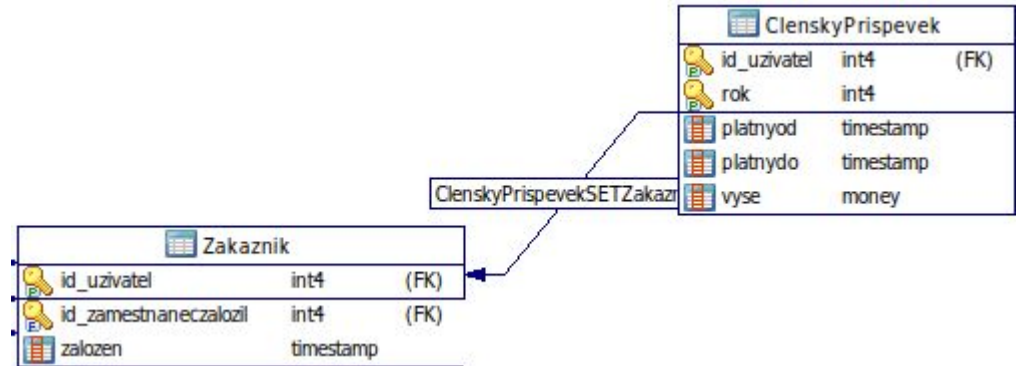 ClenskyPrispevek
id_uzivatel int4 (FK)
rok int4
platnyod timestamp
platnydo timestamp
vyse money
ClenskyPrispevekSETZakazn
Zakaznik
id_uzivatel int4 (FK)
id_zamestnaneczalozil int4 (FK)
zalozen timestamp